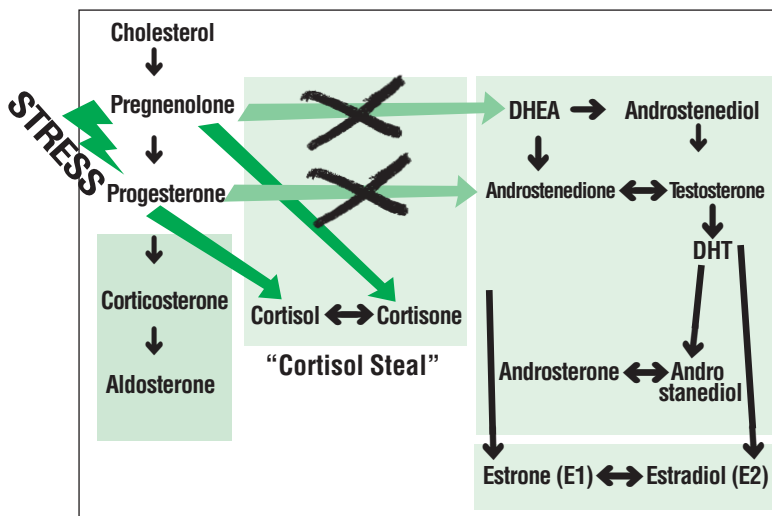 Cholesterol
STRESS
Pregnenolone
DHEA
Androstenediol
Progesterone
Androstenedione
Testosterone
DHT
Corticosterone
Cortisol
Cortisone
"Cortisol Steal"
Aldosterone
Androsterone
Andro
stanediol
Estrone (E1)
Estradiol (E2)